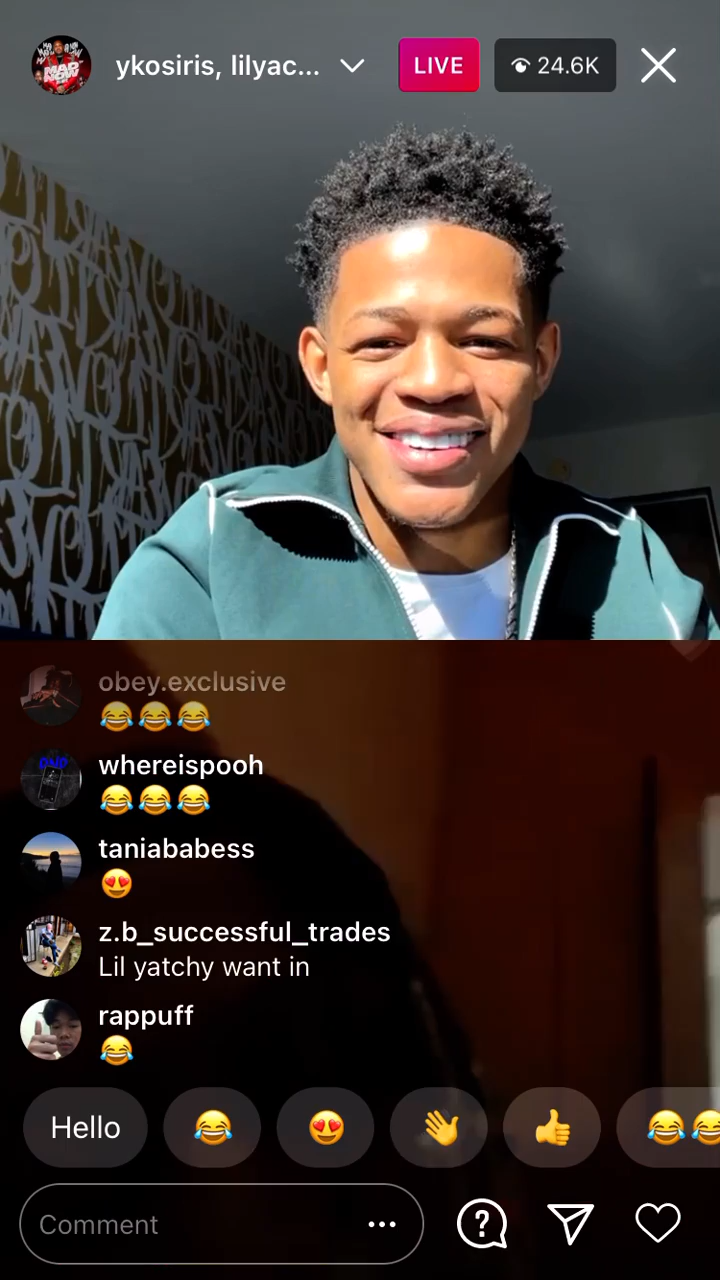 ykosiris, lilyac...
LIVE
24.6K
obey.exclusive
😂😂😂
whereispooh
😂😂😂
taniababess
😍
z.b_successful_trades
Lil yatchy want in
rappuff
😂
Hello 😂 😍 👋 👍 😂😂
Comment